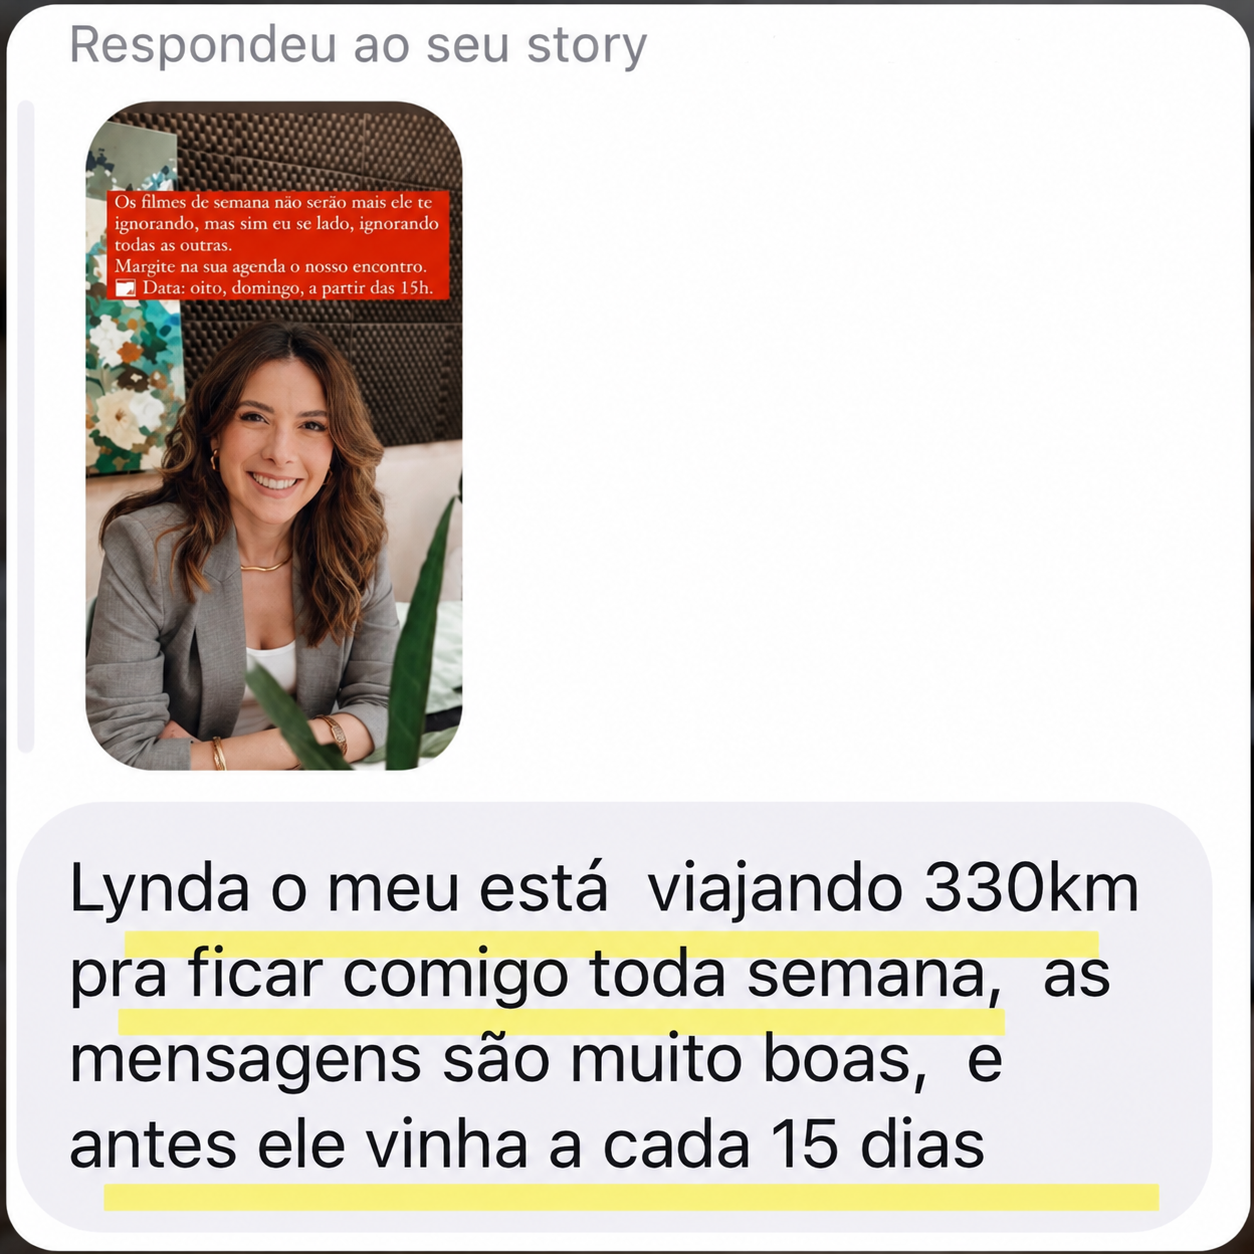 Respondeu ao seu story
Os filmes de semana não serão mais ele te
ignorando, mas sim eu se lado, ignorando
todas as outras.
Margite na sua agenda o nosso encontro.
Data: oito, domingo, a partir das 15h.
Lynda o meu está  viajando 330km
pra ficar comigo toda semana,  as
mensagens são muito boas,  e
antes ele vinha a cada 15 dias